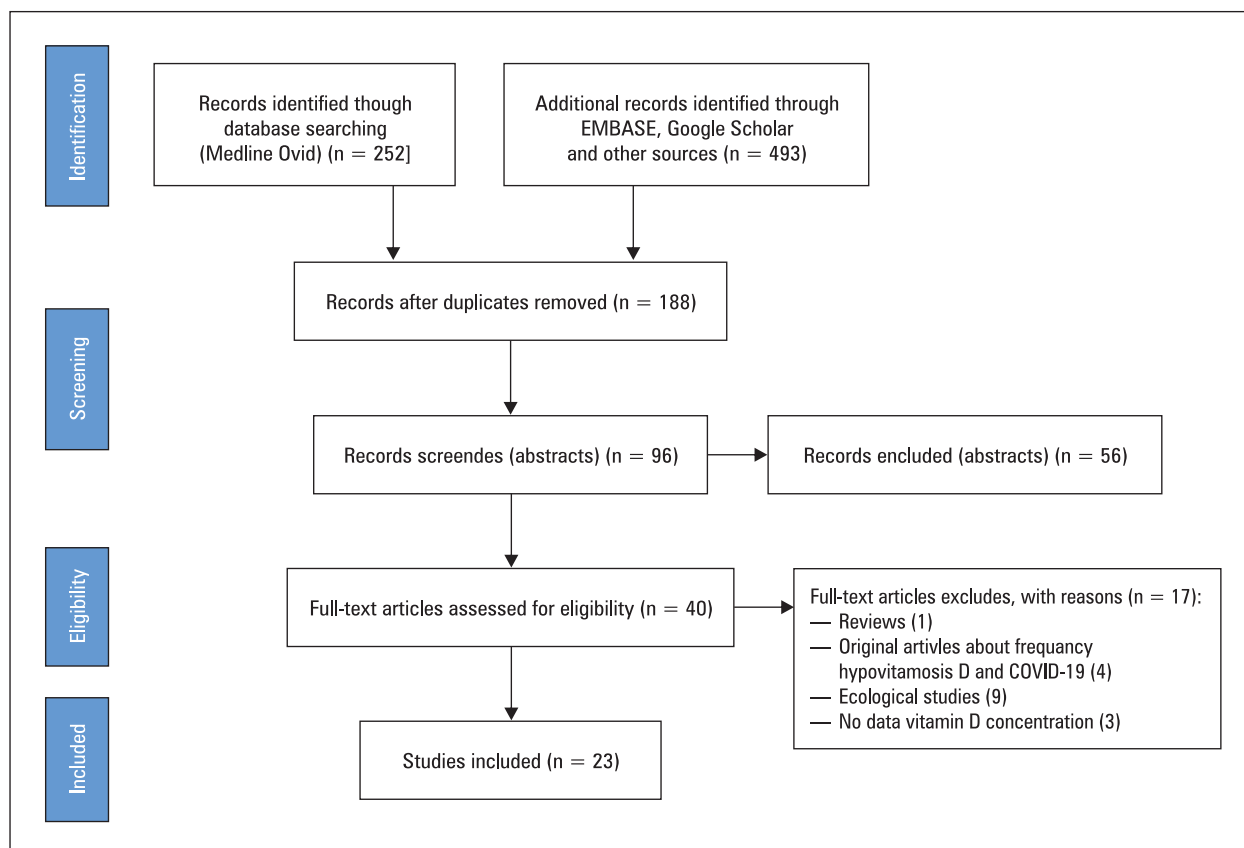 Identification
Records identified though
database searching
(Medline Ovid) (n = 252]
Additional records identified through
EMBASE, Google Scholar
and other sources (n = 493)
Records after duplicates removed (n = 188)
Screening
Records screendes (abstracts) (n = 96)
Records encluded (abstracts) (n = 56)
Eligibility
Full-text articles assessed for eligibility (n = 40)
Full-text articles excludes, with reasons (n = 17):
— Reviews (1)
— Original artivles about frequancy
hypovitamosis D and COVID-19 (4)
— Ecological studies (9)
— No data vitamin D concentration (3)
Included
Studies included (n = 23)